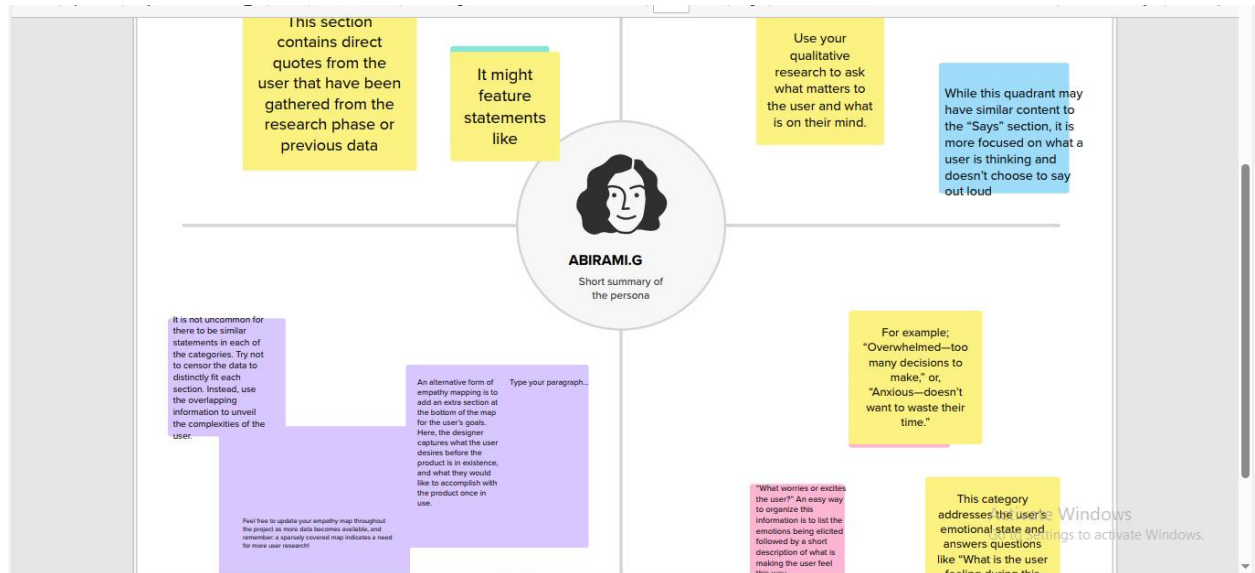 This section
contains direct
quotes from the
user that have been
gathered from the
research phase or
previous data
It might
feature
statements
like
Use your
qualitative
research to ask
what matters to
the user and what
is on their mind.
While this quadrant may
have similar content to
the “Says” section, it is
more focused on what a
user is thinking and
doesn’t choose to say
out loud
ABIRAMI.G
Short summary of
the persona
It is not uncommon for
there to be similar
statements in each of
the categories. Try not
to censor the data to
distinctly fit each
section. Instead, use
the overlapping
information to unveil
the complexities of the
user.
An alternative form of
empathy mapping is to
add an extra section at
the bottom of the map
for the user’s goals.
Here, the designer
captures what the user
desires before the
product is in existence,
and what they would
like to accomplish with
the product once in
use.
Type your paragraph...
Feel free to update your empathy map throughout
the project as more data becomes available, and
remember: a sparsely covered map indicates a need
for more user research!
For example;
“Overwhelmed—too
many decisions to
make,” or,
“Anxious—doesn’t
want to waste their
time.”
“What worries or excites
the user?” An easy way
to organize this
information is to list the
emotions being elicited
followed by a short
description of what is
making the user feel
this way
This category
addresses the user’s
emotional state and
answers questions
like “What is the user
feeling during this
Activate Windows
Go to Settings to activate Windows.